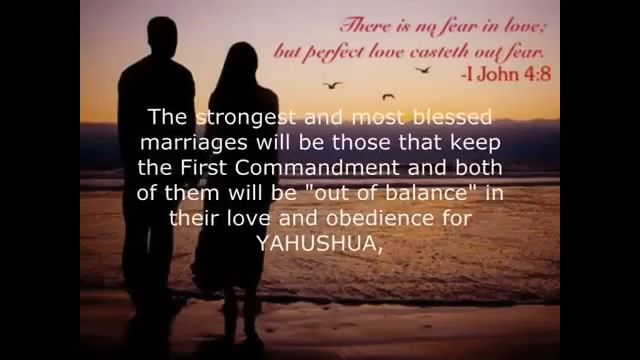 There is no fear in love;
but perfect love casteth out fear.
-I John 4:8
The strongest and most blessed
marriages will be those that keep
the First Commandment and both
of them will be "out of balance" in
their love and obedience for
YAHUSHUA,